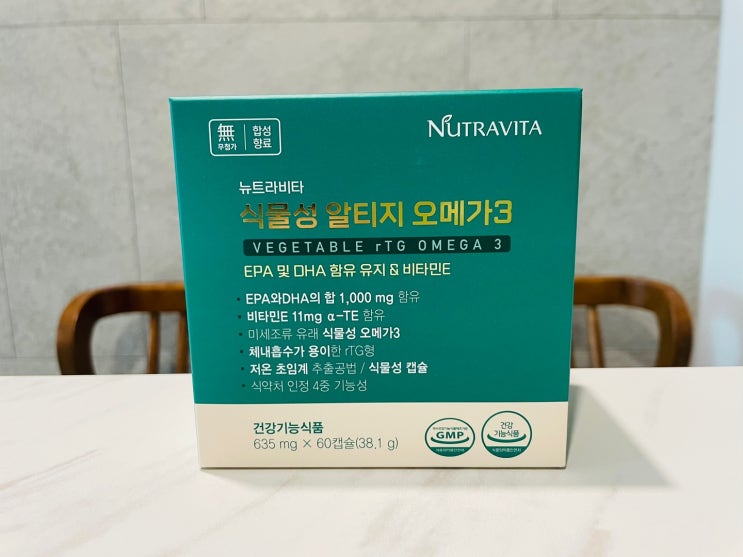 無
무첨가
합성
향료
NUTRAVITA
뉴트라비타
식물성 알티지 오메가3
VEGETABLE rTG OMEGA 3
EPA 및 DHA 함유 유지 & 비타민E
• EPA와DHA의 합 1,000 mg 함유
• 비타민E 11mg α-TE 함유
• 미세조류 유래 식물성 오메가3
• 체내흡수가 용이한 rTG형
• 저온 초임계 추출공법 / 식물성 캡슐
• 식약처 인정 4중 기능성
건강기능식품
635 mg × 60캡슐(38.1 g)
GMP
건강
기능식품